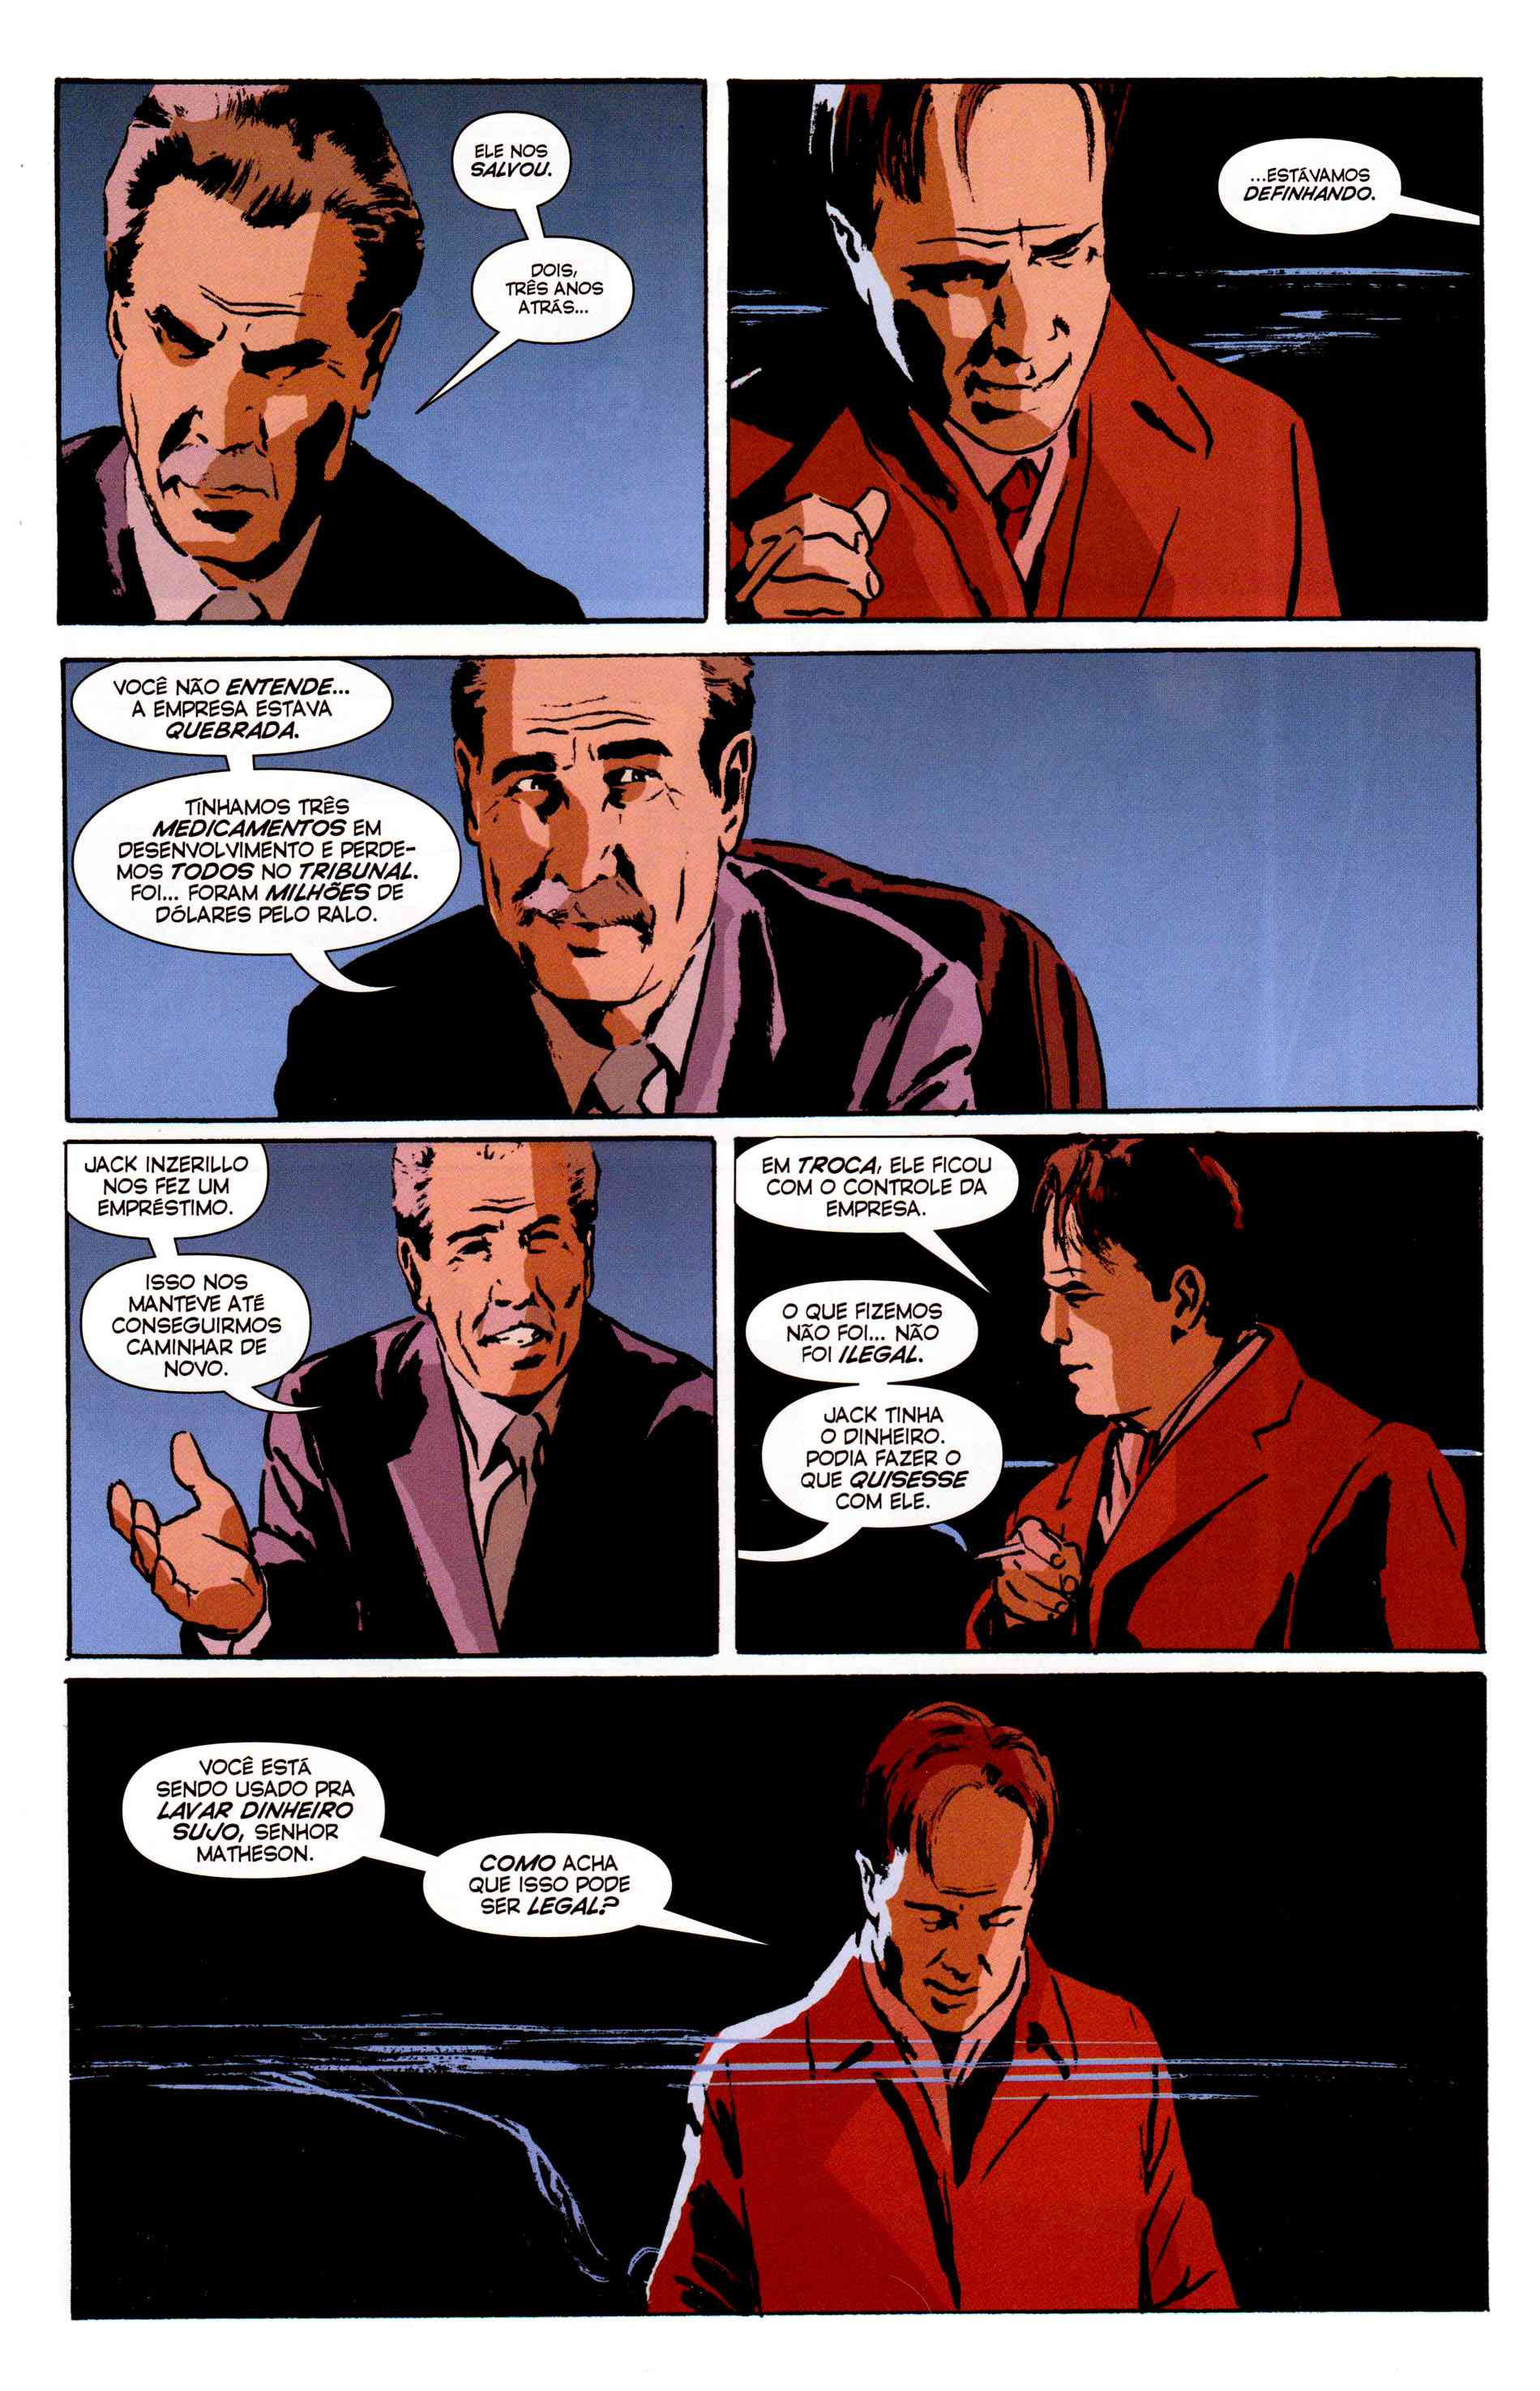 ELE NOS
SALVOU.
DOIS,
TRÊS ANOS
ATRÁS...
...ESTÁVAMOS
DEFINHANDO.
VOCÊ NÃO ENTENDE...
A EMPRESA ESTAVA
QUEBRADA.
TÍNHAMOS TRÊS
MEDICAMENTOS EM
DESENVOLVIMENTO E PERDE-
MOS TODOS NO TRIBUNAL.
FOI... FORAM MILHÕES DE
DÓLARES PELO RALO.
JACK INZERILLO
NOS FEZ UM
EMPRÉSTIMO.
ISSO NOS
MANTEVE ATÉ
CONSEGUIRMOS
CAMINHAR DE
NOVO.
EM TROCA, ELE FICOU
COM O CONTROLE DA
EMPRESA.
O QUE FIZEMOS
NÃO FOI... NÃO
FOI ILEGAL.
JACK TINHA
O DINHEIRO.
PODIA FAZER O
QUE QUISESSE
COM ELE.
VOCÊ ESTÁ
SENDO USADO PRA
LAVAR DINHEIRO
SUJO, SENHOR
MATHESON.
COMO ACHA
QUE ISSO PODE
SER LEGAL?